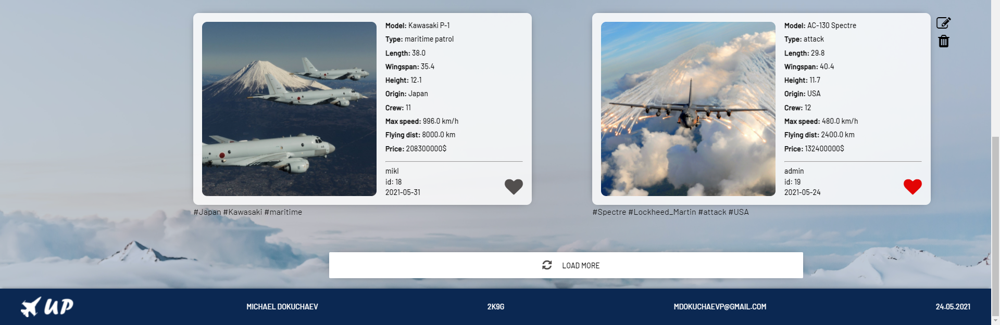 Model: Kawasaki P-1
Type: maritime patrol
Length: 38.0
Wingspan: 35.4
Height: 12.1
Origin: Japan
Crew: 11
Max speed: 996.0 km/h
Flying dist: 8000.0 km
Price: 208300000$
mikl
id: 18
2021-05-31
#Japan #Kawasaki #maritime
Model: AC-130 Spectre
Type: attack
Length: 29.8
Wingspan: 40.4
Height: 11.7
Origin: USA
Crew: 12
Max speed: 480.0 km/h
Flying dist: 2400.0 km
Price: 132400000$
admin
id: 19
2021-05-24
#Spectre #Lockheed_Martin #attack #USA
LOAD MORE
UP
MICHAEL DOKUCHAEV
2K9G
MDOKUCHAEVP@GMAIL.COM
24.05.2021